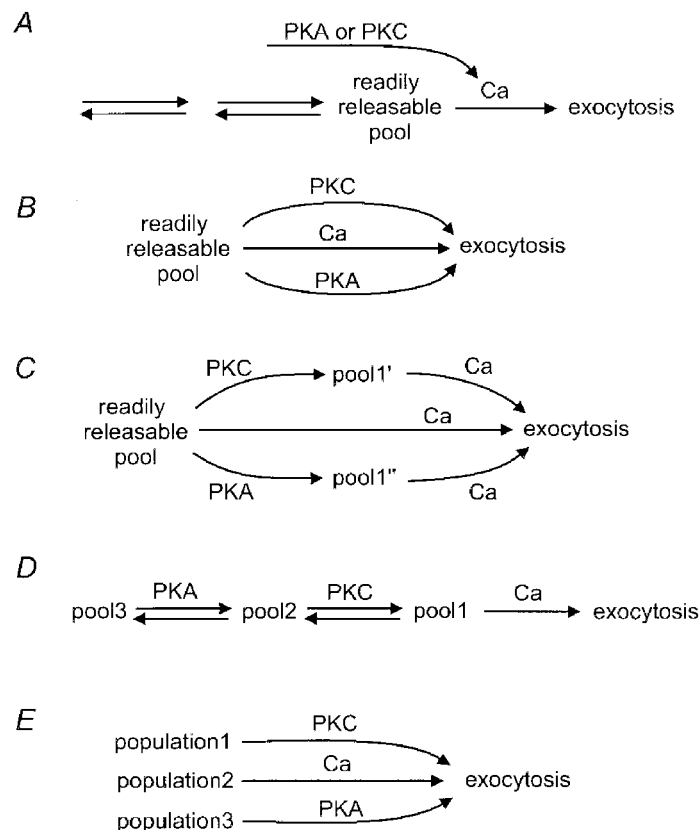 A
PKA or PKC
readily
releasable
pool
Ca
exocytosis
B
readily
releasable
pool
PKC
Ca
PKA
exocytosis
C
readily
releasable
pool
PKC
pool1'
Ca
Ca
exocytosis
PKA
pool1"
Ca
D
pool3
PKA
pool2
PKC
pool1
Ca
exocytosis
E
population1
PKC
population2
Ca
exocytosis
population3
PKA